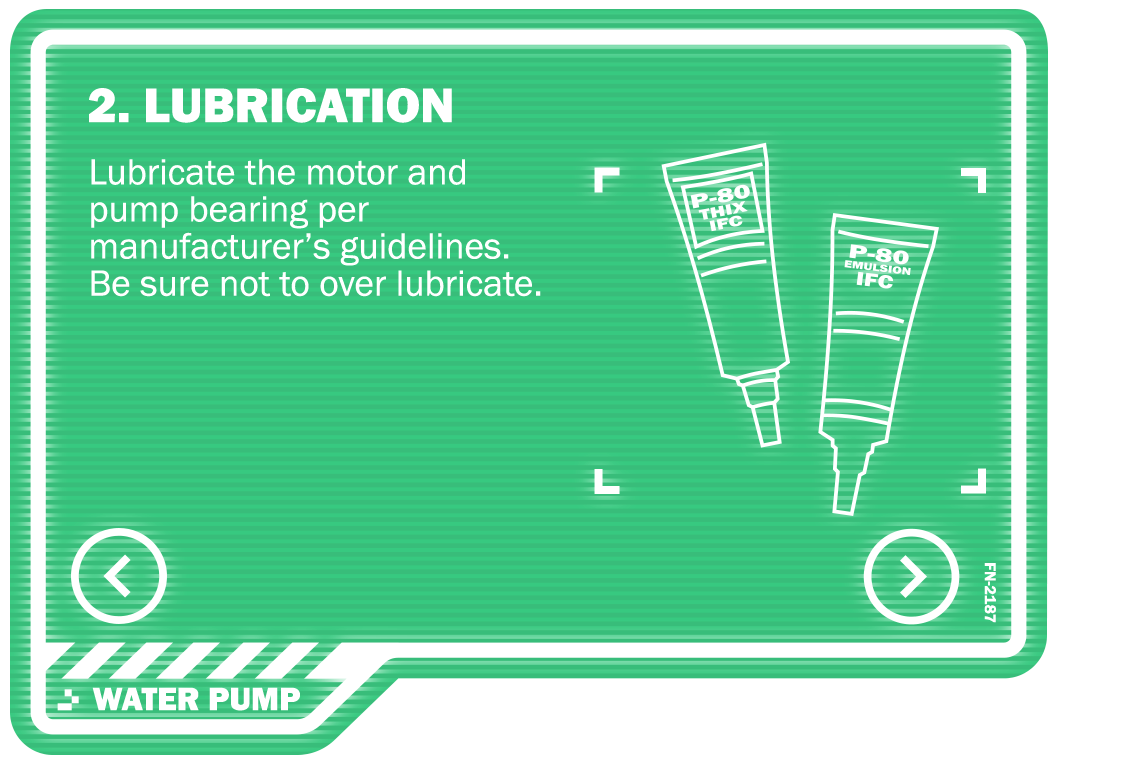 2. LUBRICATION
Lubricate the motor and
pump bearing per
manufacturer’s guidelines.
Be sure not to over lubricate.
P-80
THIX
IFC
P-80
EMULSION
IFC
FN-2187
WATER PUMP